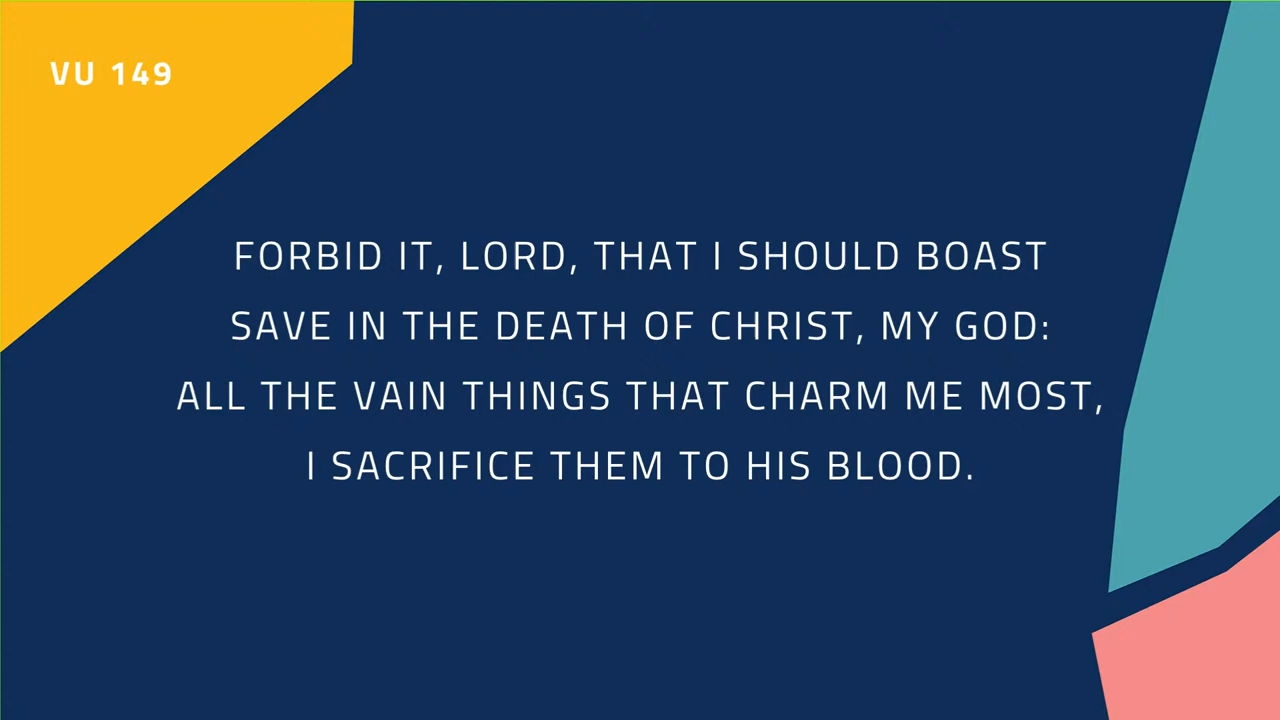 VU 149
FORBID IT, LORD, THAT I SHOULD BOAST
SAVE IN THE DEATH OF CHRIST, MY GOD:
ALL THE VAIN THINGS THAT CHARM ME MOST,
I SACRIFICE THEM TO HIS BLOOD.